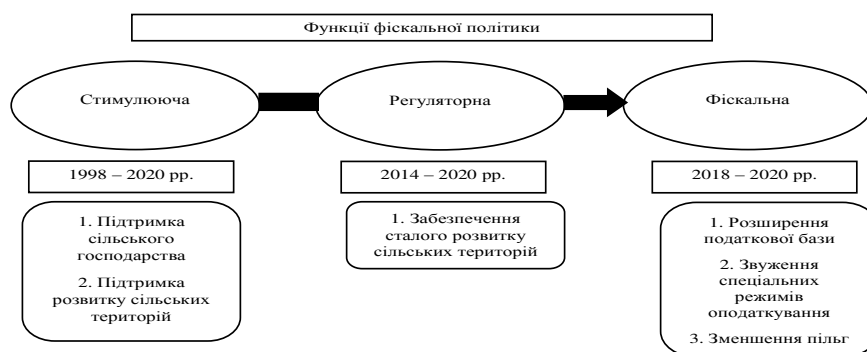 Функції фіскальної політики
Стимулююча
Регуляторна
Фіскальна
1998 – 2020 рр.
2014 – 2020 рр.
2018 – 2020 рр.
1. Підтримка
сільського
господарства
2. Підтримка
розвитку сільських
територій
1. Забезпечення
сталого розвитку
сільських територій
1. Розширення
податкової бази
2. Звуження
спеціальних
режимів
оподаткування
3. Зменшення пільг